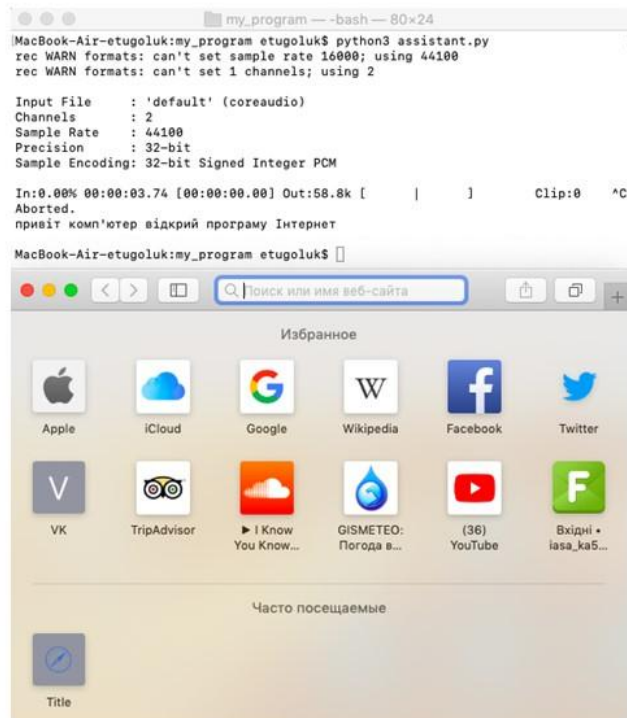 my_program — -bash — 80×24
MacBook-Air-etugoluk:my_program etugoluk$ python3 assistant.py
rec WARN formats: can't set sample rate 16000; using 44100
rec WARN formats: can't set 1 channels; using 2
Input File     : 'default' (coreaudio)
Channels       : 2
Sample Rate    : 44100
Precision      : 32-bit
Sample Encoding: 32-bit Signed Integer PCM
In:0.00% 00:00:03.74 [00:00:00.00] Out:58.8k [      |      ]        Clip:0    ^C
Aborted.
привіт комп'ютер відкрий програму Інтернет
MacBook-Air-etugoluk:my_program etugoluk$
Поиск или имя веб-сайта
Избранное
Apple iCloud Google Wikipedia Facebook Twitter
VK TripAdvisor ▶ I Know GISMETEO: (36) Вхідні •
You Know... Погода в... YouTube iasa_ka5...
Часто посещаемые
Title